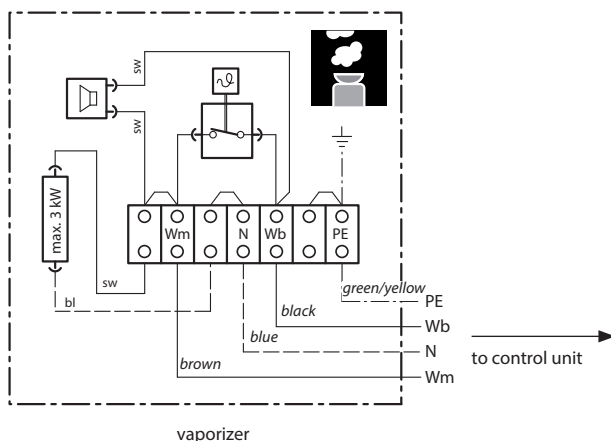 sw
sw
max. 3 kW
Wm
N
Wb
PE
sw
bl
green/yellow
PE
black
Wb
blue
N
to control unit
brown
Wm
vaporizer